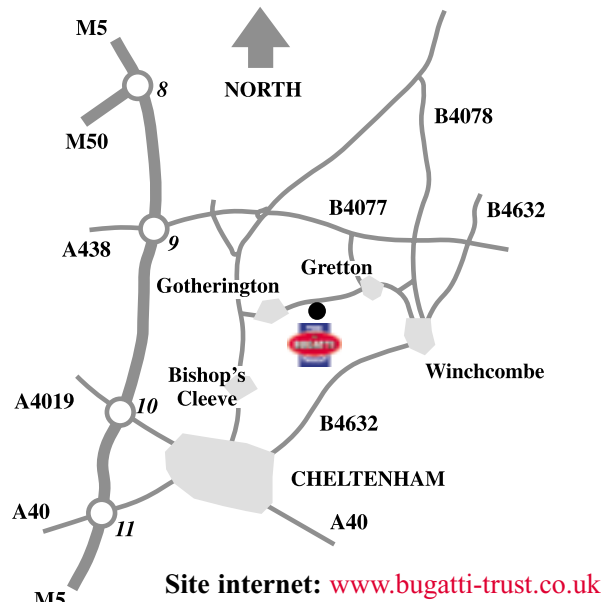 M5
8
NORTH
M50
B4078
B4077
B4632
A438
9
Gretton
Gotherington
BUGATTI
Bishop's
Cleeve
Winchcombe
A4019
10
B4632
CHELTENHAM
A40
11
A40
M5
Site internet: www.bugatti-trust.co.uk